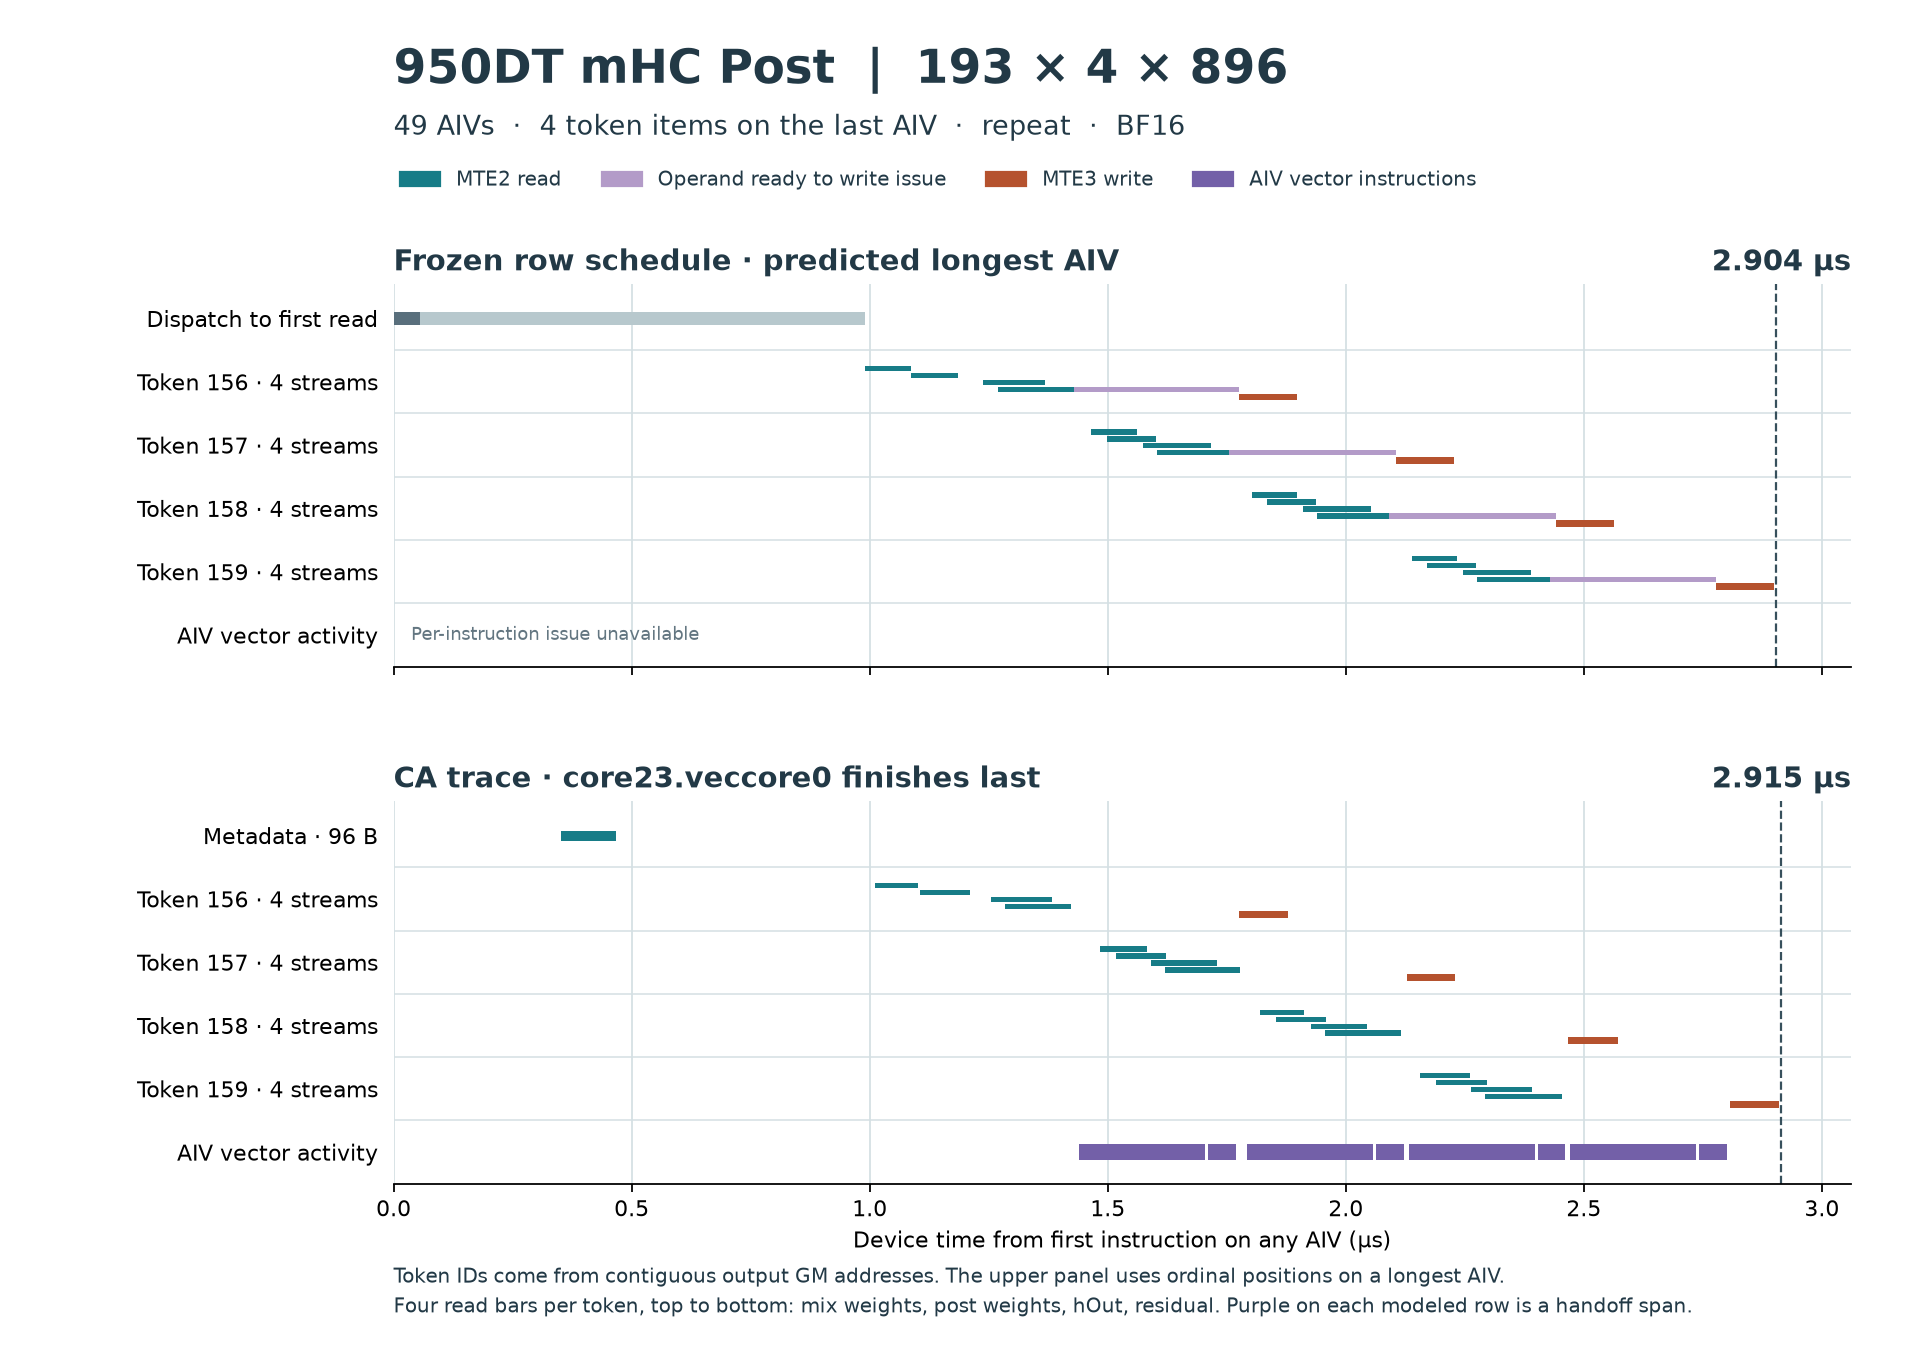 950DT mHC Post | 193 × 4 × 896
49 AIVs · 4 token items on the last AIV · repeat · BF16
MTE2 read
Operand ready to write issue
MTE3 write
AIV vector instructions
Frozen row schedule · predicted longest AIV
2.904 µs
Dispatch to first read
Token 156 · 4 streams
Token 157 · 4 streams
Token 158 · 4 streams
Token 159 · 4 streams
AIV vector activity
Per-instruction issue unavailable
CA trace · core23.veccore0 finishes last
2.915 µs
Metadata · 96 B
Token 156 · 4 streams
Token 157 · 4 streams
Token 158 · 4 streams
Token 159 · 4 streams
AIV vector activity
0.0 0.5 1.0 1.5 2.0 2.5 3.0
Device time from first instruction on any AIV (µs)
Token IDs come from contiguous output GM addresses. The upper panel uses ordinal positions on a longest AIV.
Four read bars per token, top to bottom: mix weights, post weights, hOut, residual. Purple on each modeled row is a handoff span.